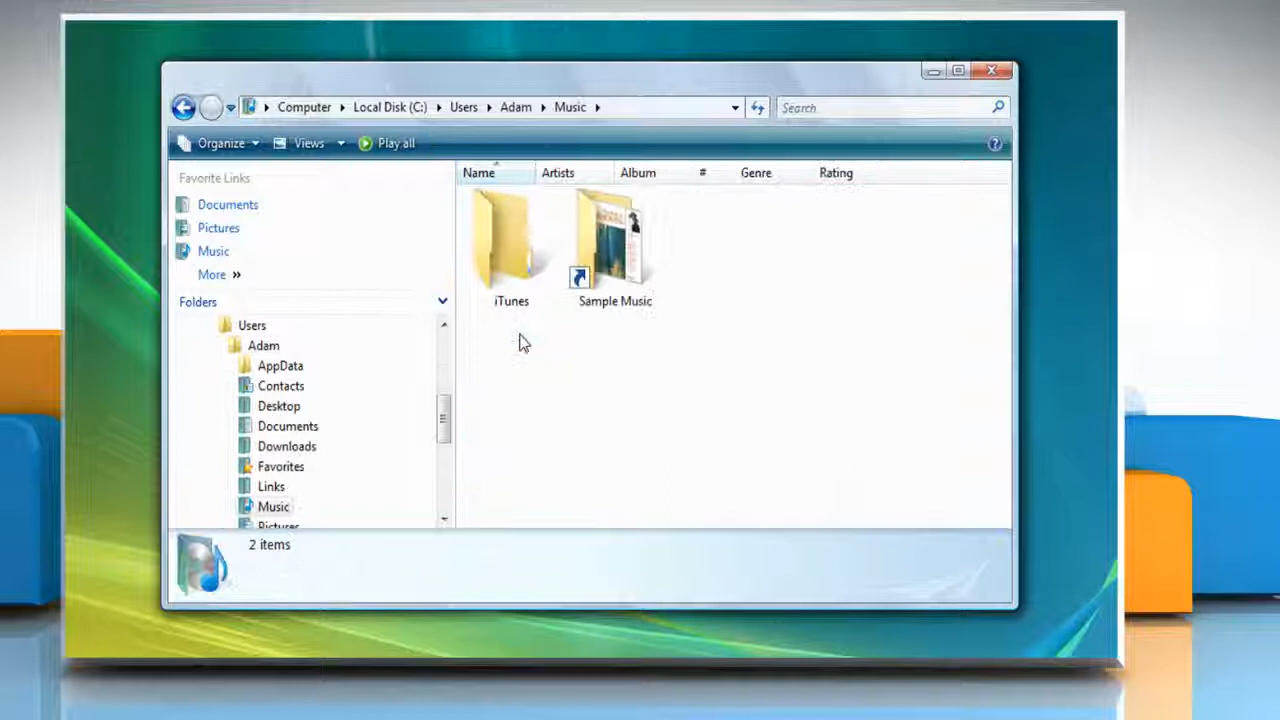 Computer Local Disk (C:) Users Adam Music Search
Organize Views Play all
Favorite Links
Documents
Pictures
Music
More »
Folders
Users
Adam
AppData
Contacts
Desktop
Documents
Downloads
Favorites
Links
Music
Pictures
Name Artists Album # Genre Rating
iTunes Sample Music
2 items